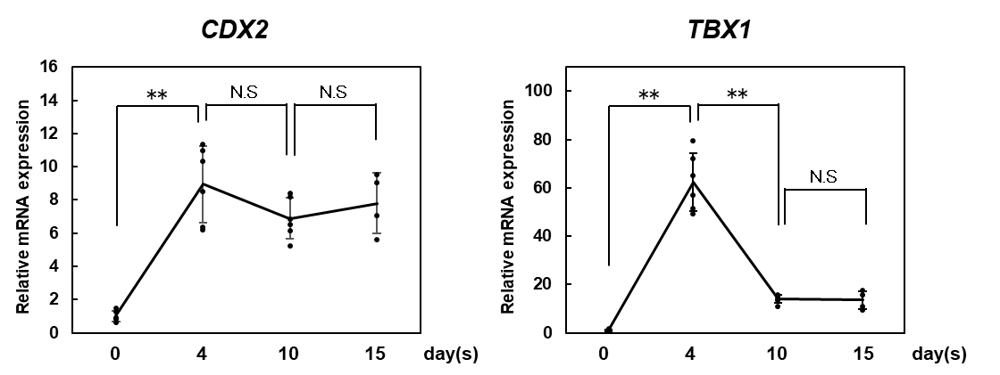 CDX2
Relative mRNA expression
16
14
12
10
8
6
4
2
0
**
N.S
N.S
0 4 10 15 day(s)
TBX1
Relative mRNA expression
100
80
60
40
20
0
**
**
N.S
0 4 10 15 day(s)